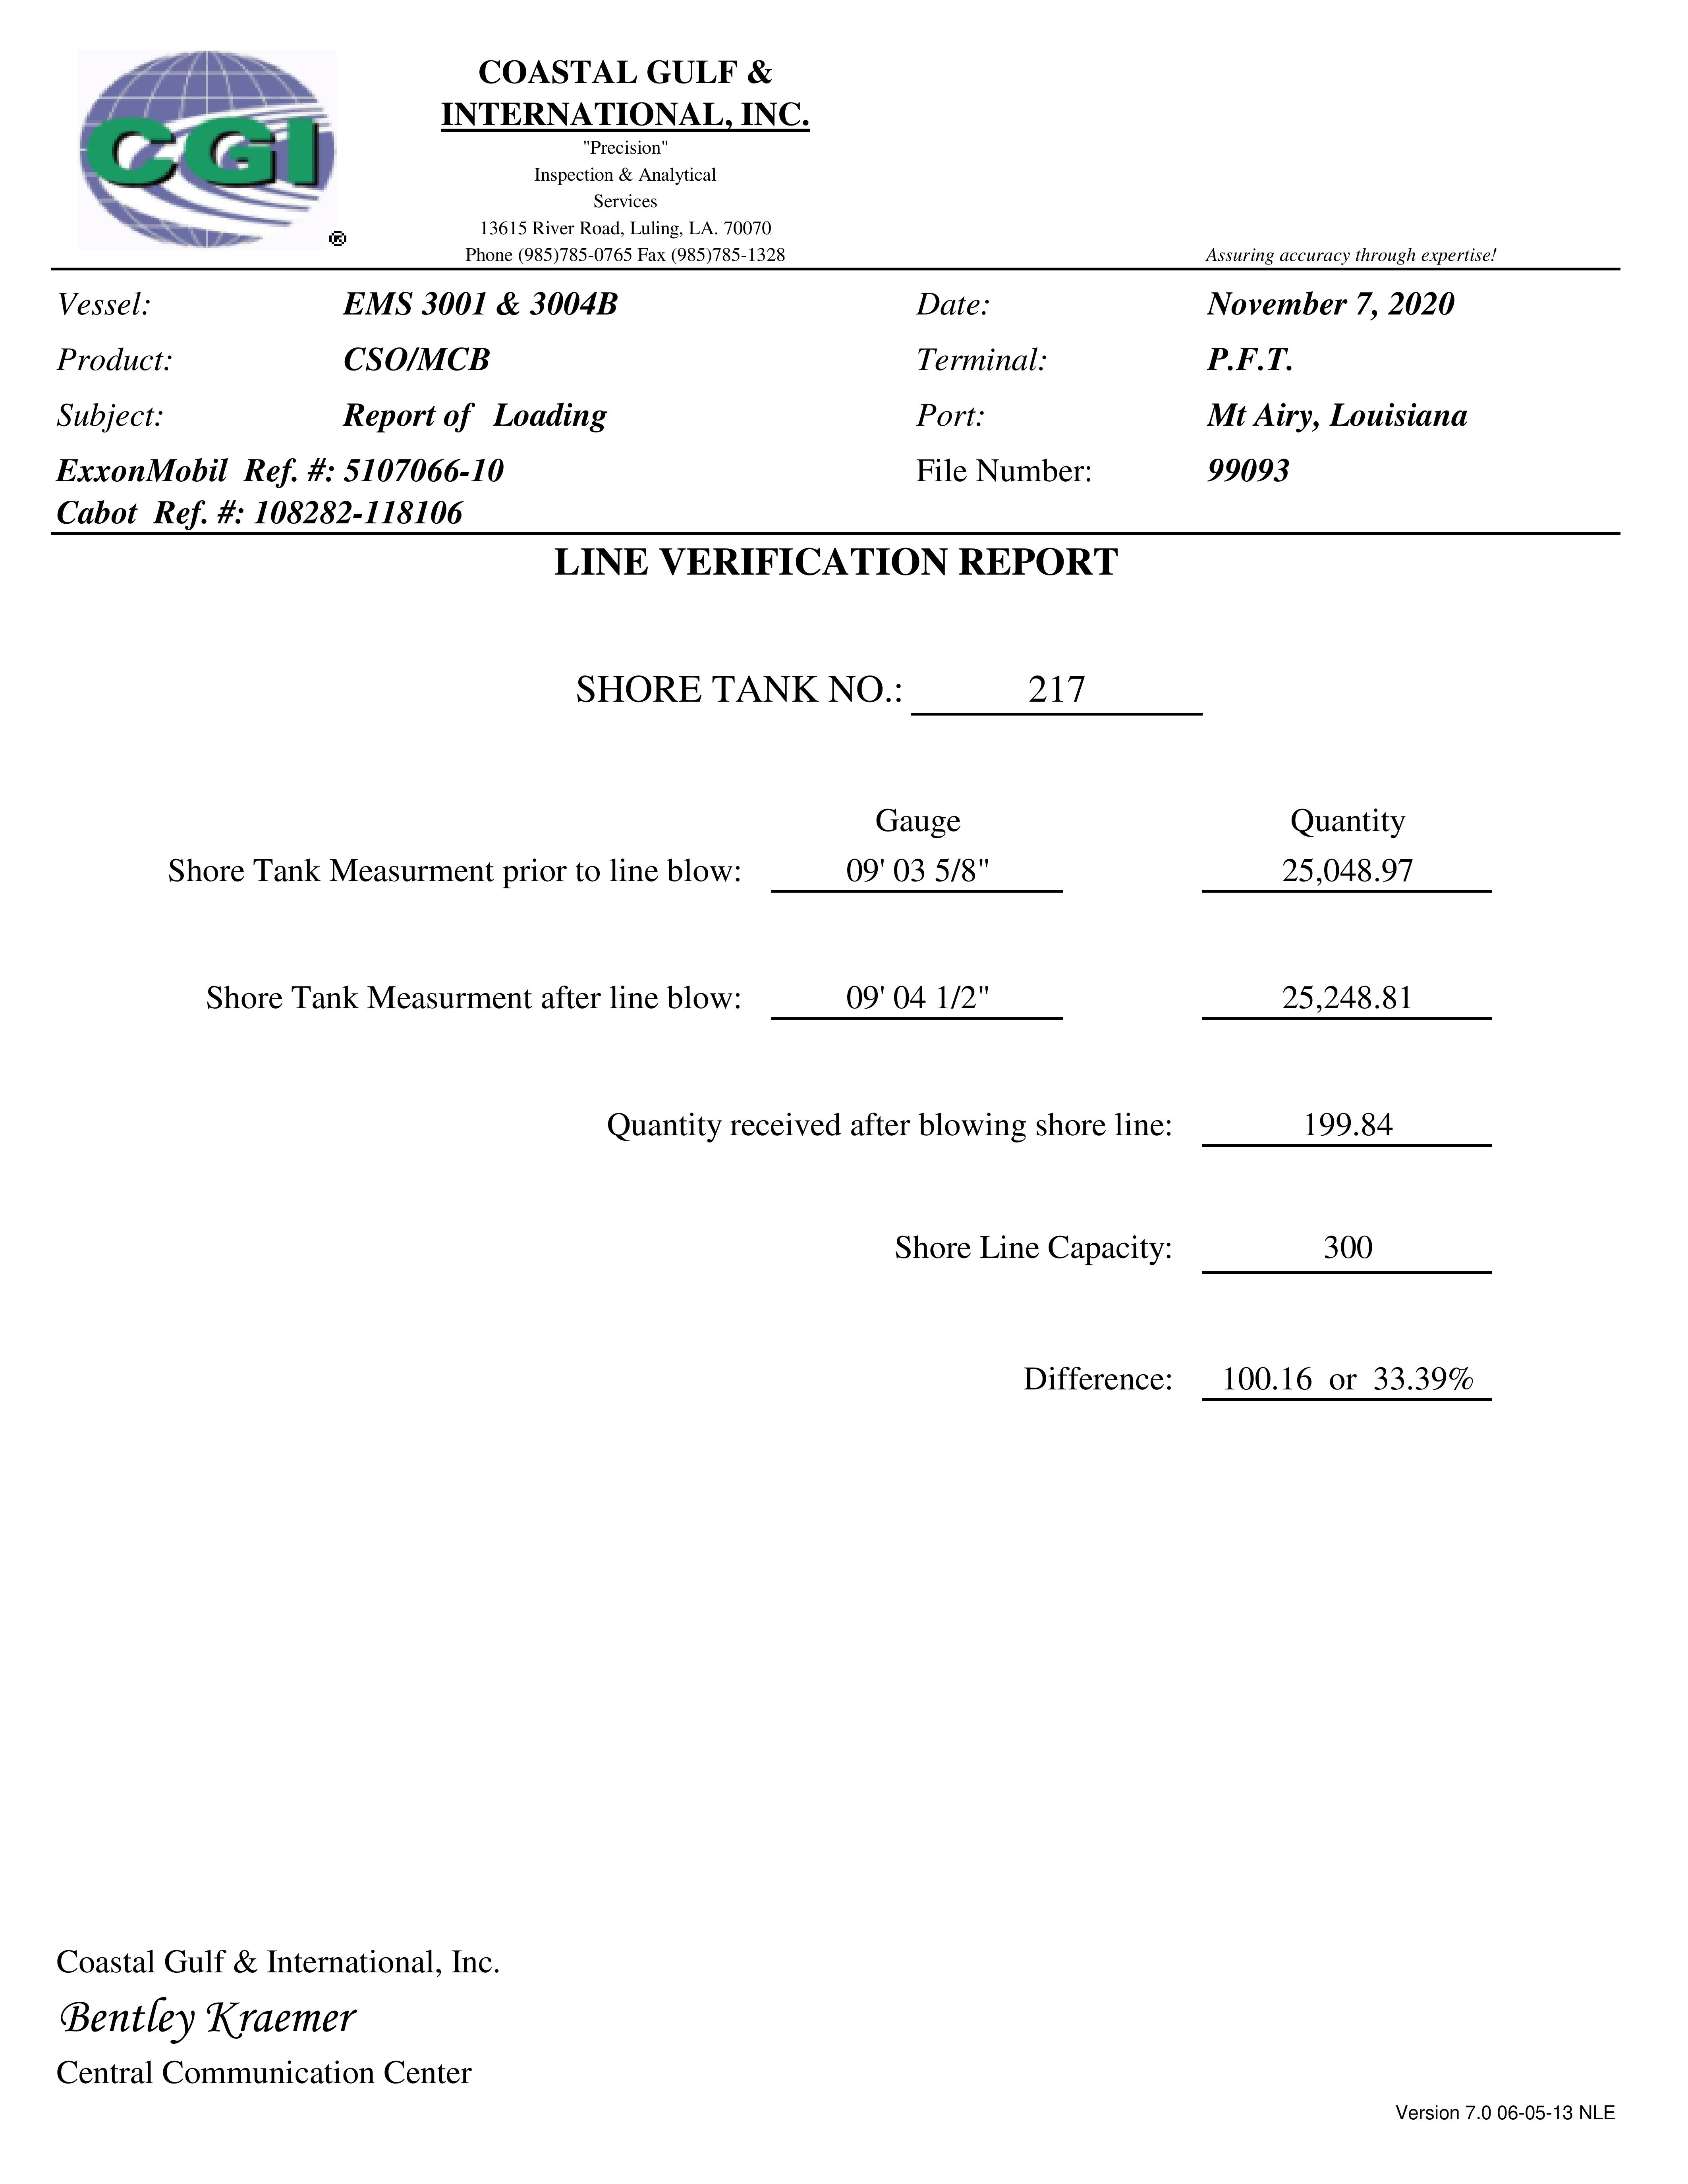 CGI
®
COASTAL GULF &
INTERNATIONAL, INC.
"Precision"
Inspection & Analytical
Services
13615 River Road, Luling, LA. 70070
Phone (985)785-0765 Fax (985)785-1328
Assuring accuracy through expertise!
Vessel: EMS 3001 & 3004B Date: November 7, 2020
Product: CSO/MCB Terminal: P.F.T.
Subject: Report of Loading Port: Mt Airy, Louisiana
ExxonMobil Ref. #: 5107066-10 File Number: 99093
Cabot Ref. #: 108282-118106
LINE VERIFICATION REPORT
SHORE TANK NO.: 217
Gauge Quantity
Shore Tank Measurment prior to line blow: 09' 03 5/8" 25,048.97
Shore Tank Measurment after line blow: 09' 04 1/2" 25,248.81
Quantity received after blowing shore line: 199.84
Shore Line Capacity: 300
Difference: 100.16 or 33.39%
Coastal Gulf & International, Inc.
Bentley Kraemer
Central Communication Center
Version 7.0 06-05-13 NLE